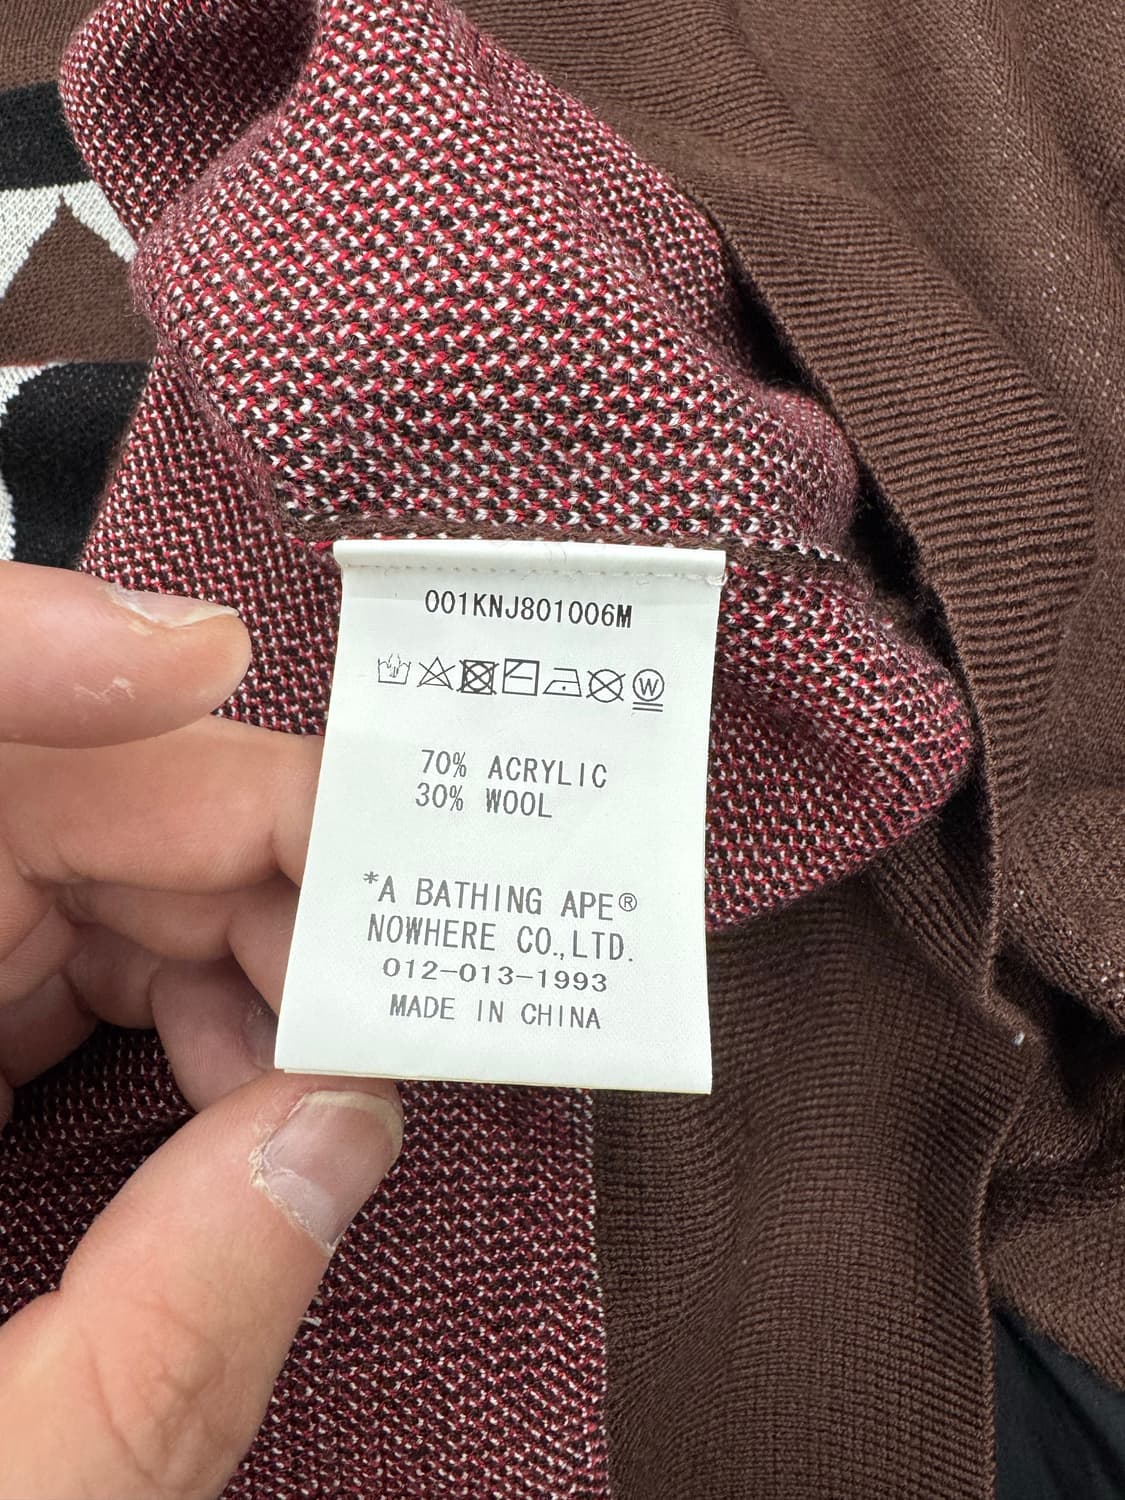 001KNJ801006M
W
70% ACRYLIC
30% WOOL
*A BATHING APE®
NOWHERE CO.,LTD.
012-013-1993
MADE IN CHINA